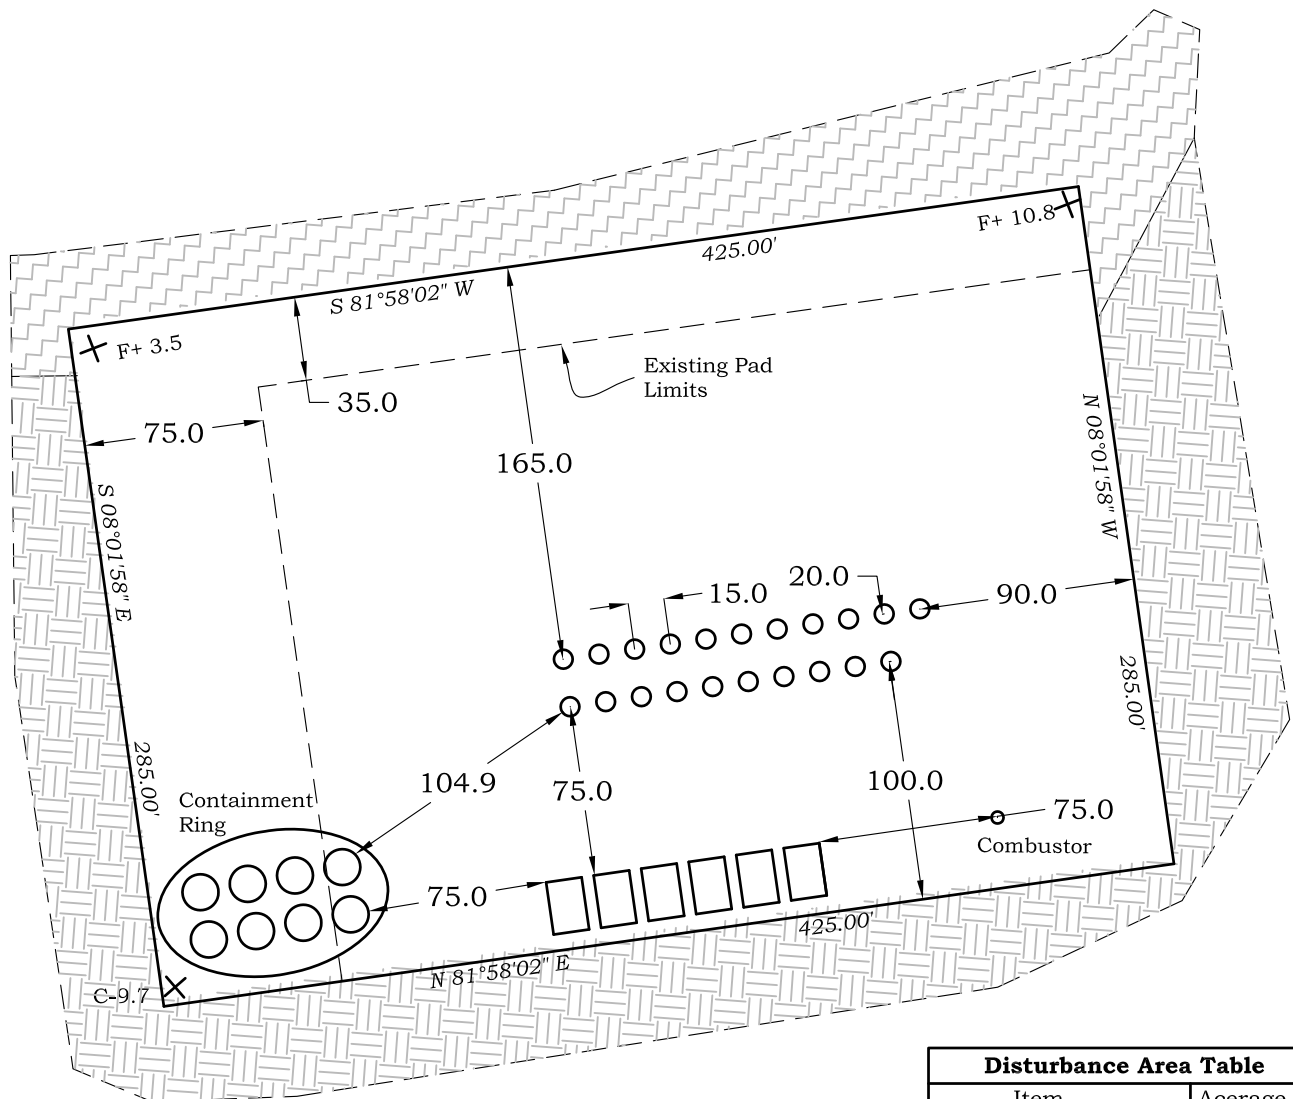 F+ 10.8
425.00'
S 81°58'02" W
F+ 3.5
Existing Pad
Limits
35.0
75.0
165.0
N 08°01'58" W
S 08°01'58" E
20.0
15.0
90.0
285.00'
104.9
75.0
100.0
285.00'
Containment
Ring
75.0
Combustor
75.0
425.00'
N 81°58'02" E
C-9.7
Disturbance Area Table
Item
Acerage